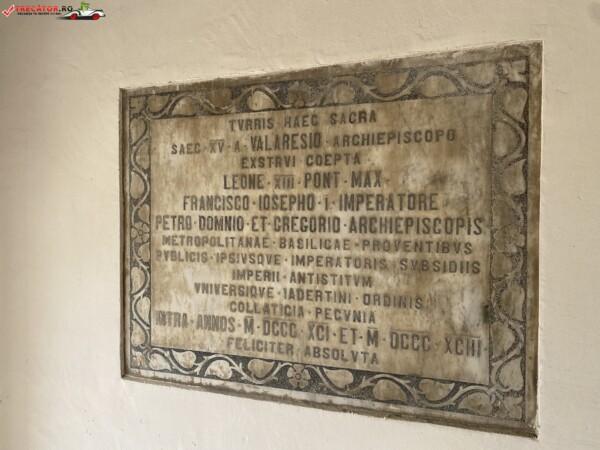 TRECATOR.RO
TVRRIS HAEC SACRA
SAEC · XV · A · VALARESIO · ARCHIEPISCOPO
EXSTRVI COEPTA
LEONE · XIII · PONT · MAX
FRANCISCO · IOSEPHO · I · IMPERATORE
PETRO · DOMNIO · ET · GREGORIO · ARCHIEPISCOPIS
METROPOLITANAE · BASILICAE · PROVENTIBVS
PVBLICIS · IPSIVSQVE · IMPERATORIS · SVBSIDIIS
IMPERII · ANTISTITVM
VNIVERSIQVE · IADERTINI · ORDINIS
COLLATICIA · PECVNIA
INTRA · ANNOS · M · DCCC · XCI · ET · M · DCCC · XCIII ·
FELICITER · ABSOLVTA